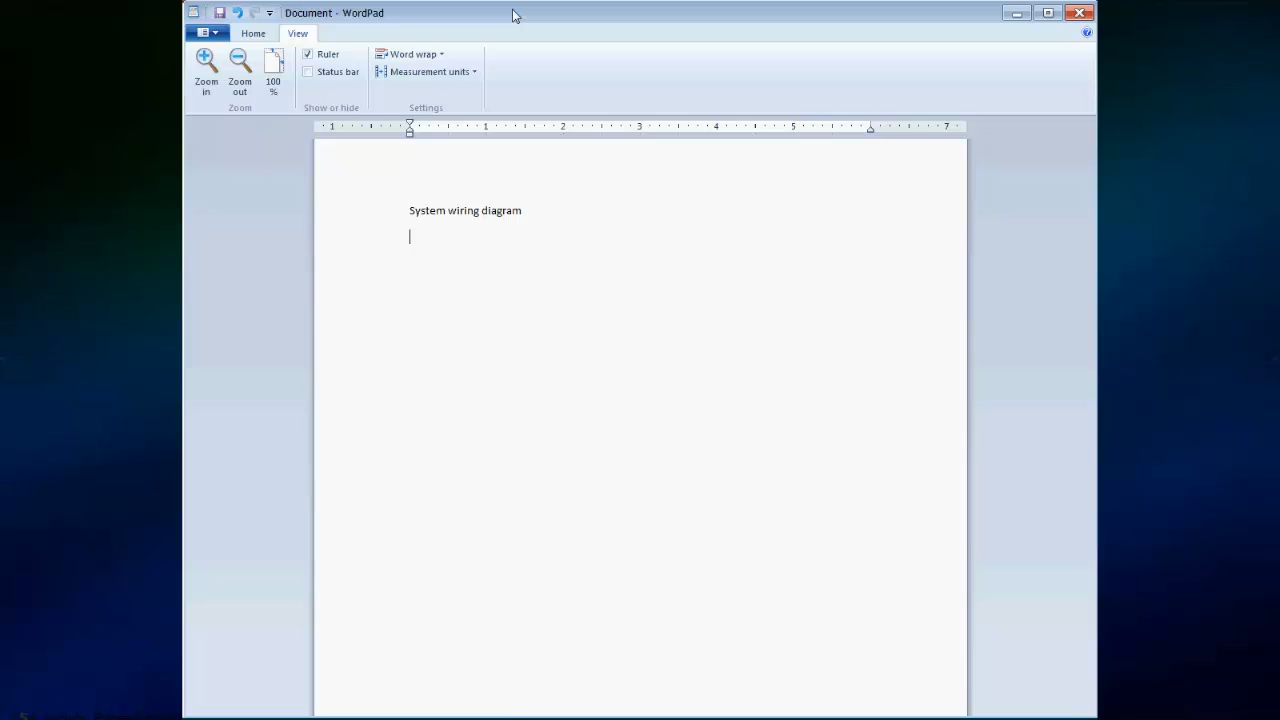 Document - WordPad
Home
View
Zoom in
Zoom out
100 %
Zoom
Ruler
Status bar
Show or hide
Word wrap
Measurement units
Settings
1 1 2 3 4 5 7
System wiring diagram